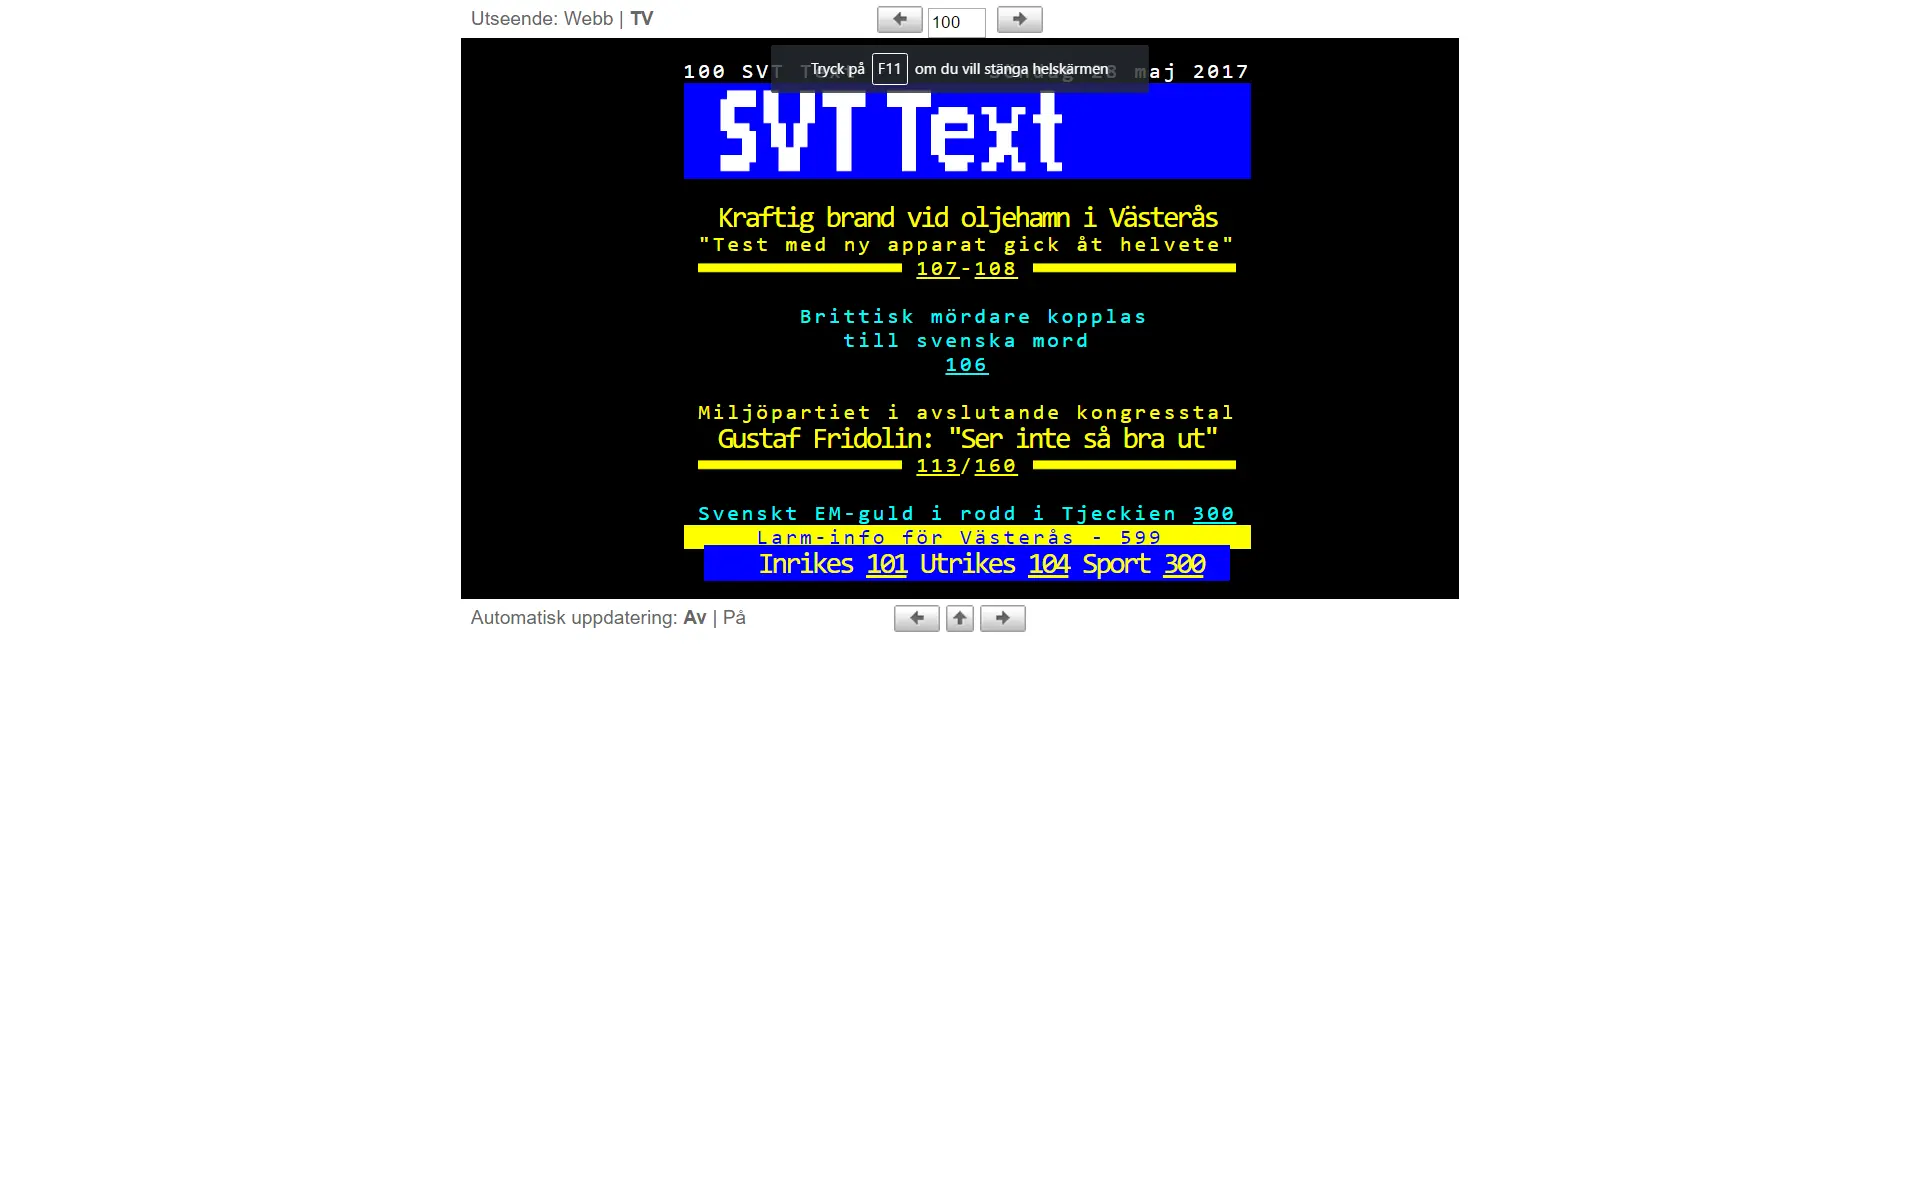 Utseende: Webb | TV
100
Tryck på F11 om du vill stänga helskärmen
100 SVT Text maj 2017
SVT Text
Kraftig brand vid oljehamn i Västerås
"Test med ny apparat gick åt helvete"
107-108
Brittisk mördare kopplas
till svenska mord
106
Miljöpartiet i avslutande kongresstal
Gustaf Fridolin: "Ser inte så bra ut"
113/160
Svenskt EM-guld i rodd i Tjeckien 300
Larm-info för Västerås - 599
Inrikes 101 Utrikes 104 Sport 300
Automatisk uppdatering: Av | På